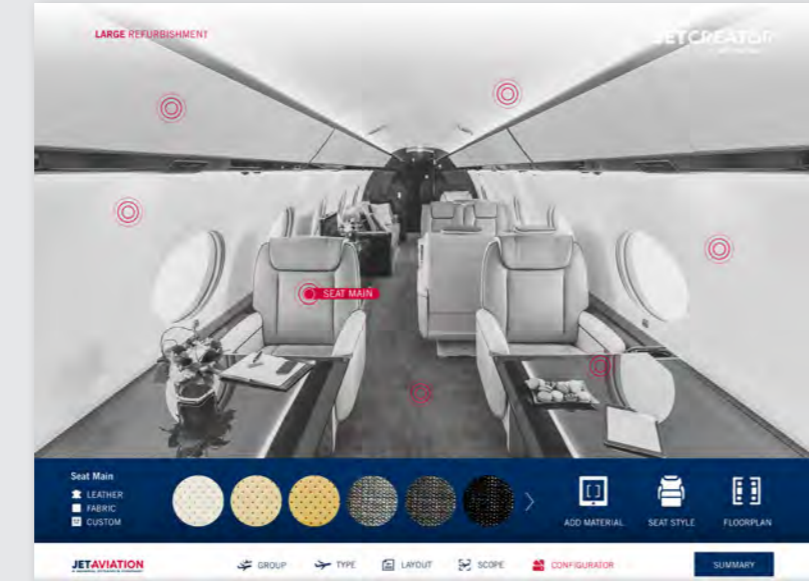 LARGE REFURBISHMENT
JETCREATOR
SEAT MAIN
Seat Main
LEATHER
FABRIC
CUSTOM
ADD MATERIAL
SEAT STYLE
FLOORPLAN
JETAVIATION
GROUP
TYPE
LAYOUT
SCOPE
CONFIGURATOR
SUMMARY